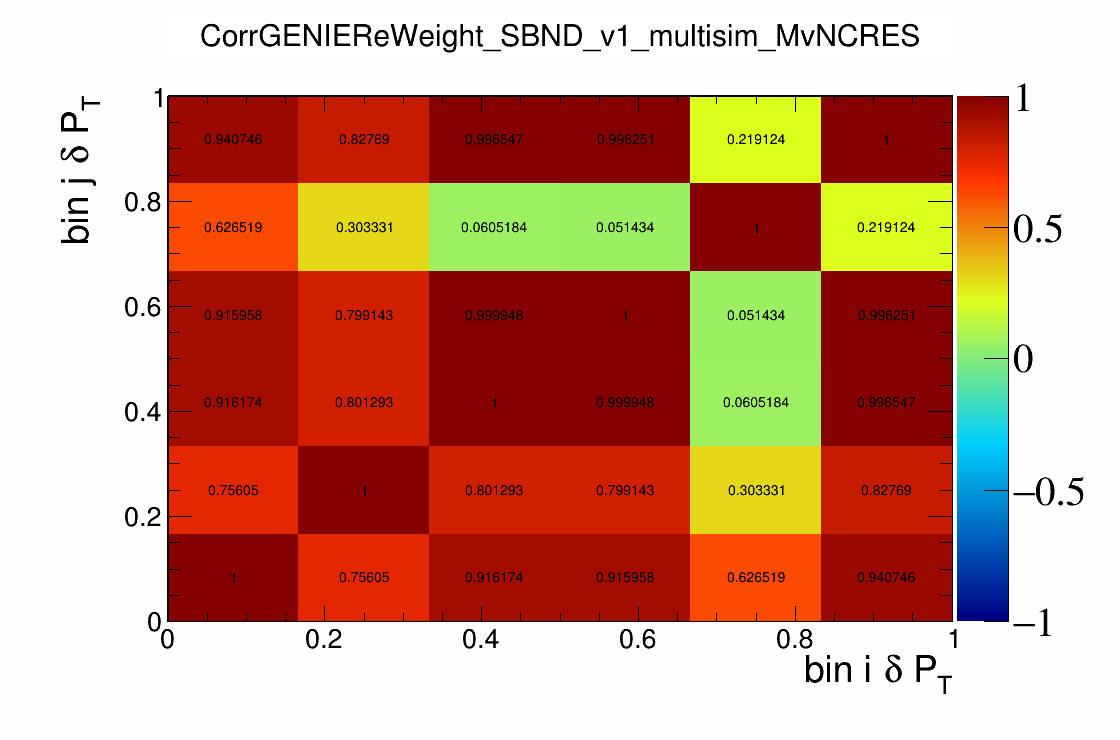 CorrGENIEReWeight_SBND_v1_multisim_MvNCRES
bin j δ P_T
1
0.8
0.6
0.4
0.2
0
0.940746 0.82769 0.996547 0.996251 0.219124 1
0.626519 0.303331 0.0605184 0.051434 1 0.219124
0.915958 0.799143 0.999948 1 0.051434 0.996251
0.916174 0.801293 1 0.999948 0.0605184 0.996547
0.75605 1 0.801293 0.799143 0.303331 0.82769
1 0.75605 0.916174 0.915958 0.626519 0.940746
0 0.2 0.4 0.6 0.8 1
bin i δ P_T
1
0.5
0
−0.5
−1